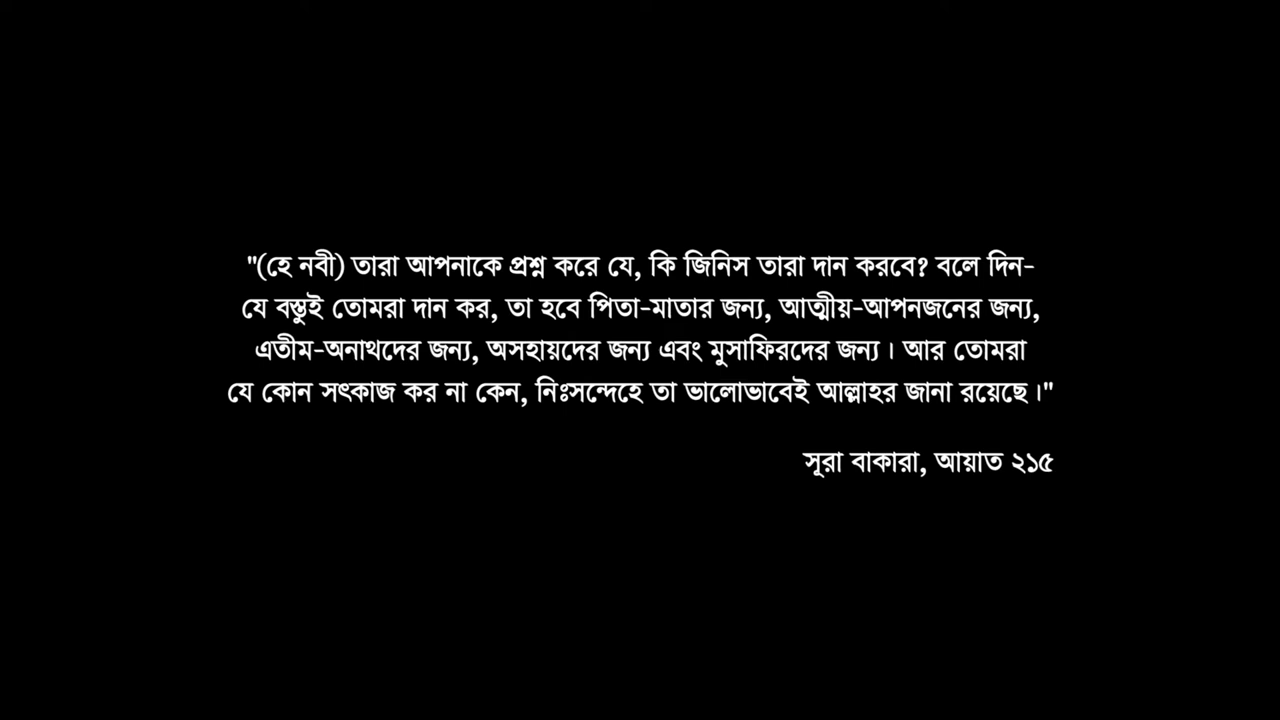 "(হে নবী) তারা আপনাকে প্রশ্ন করে যে, কি জিনিস তারা দান করবে? বলে দিন-
যে বস্তুই তোমরা দান কর, তা হবে পিতা-মাতার জন্য, আত্মীয়-আপনজনের জন্য,
এতীম-অনাথদের জন্য, অসহায়দের জন্য এবং মুসাফিরদের জন্য। আর তোমরা
যে কোন সৎকাজ কর না কেন, নিঃসন্দেহে তা ভালোভাবেই আল্লাহর জানা রয়েছে।"
সূরা বাকারা, আয়াত ২১৫